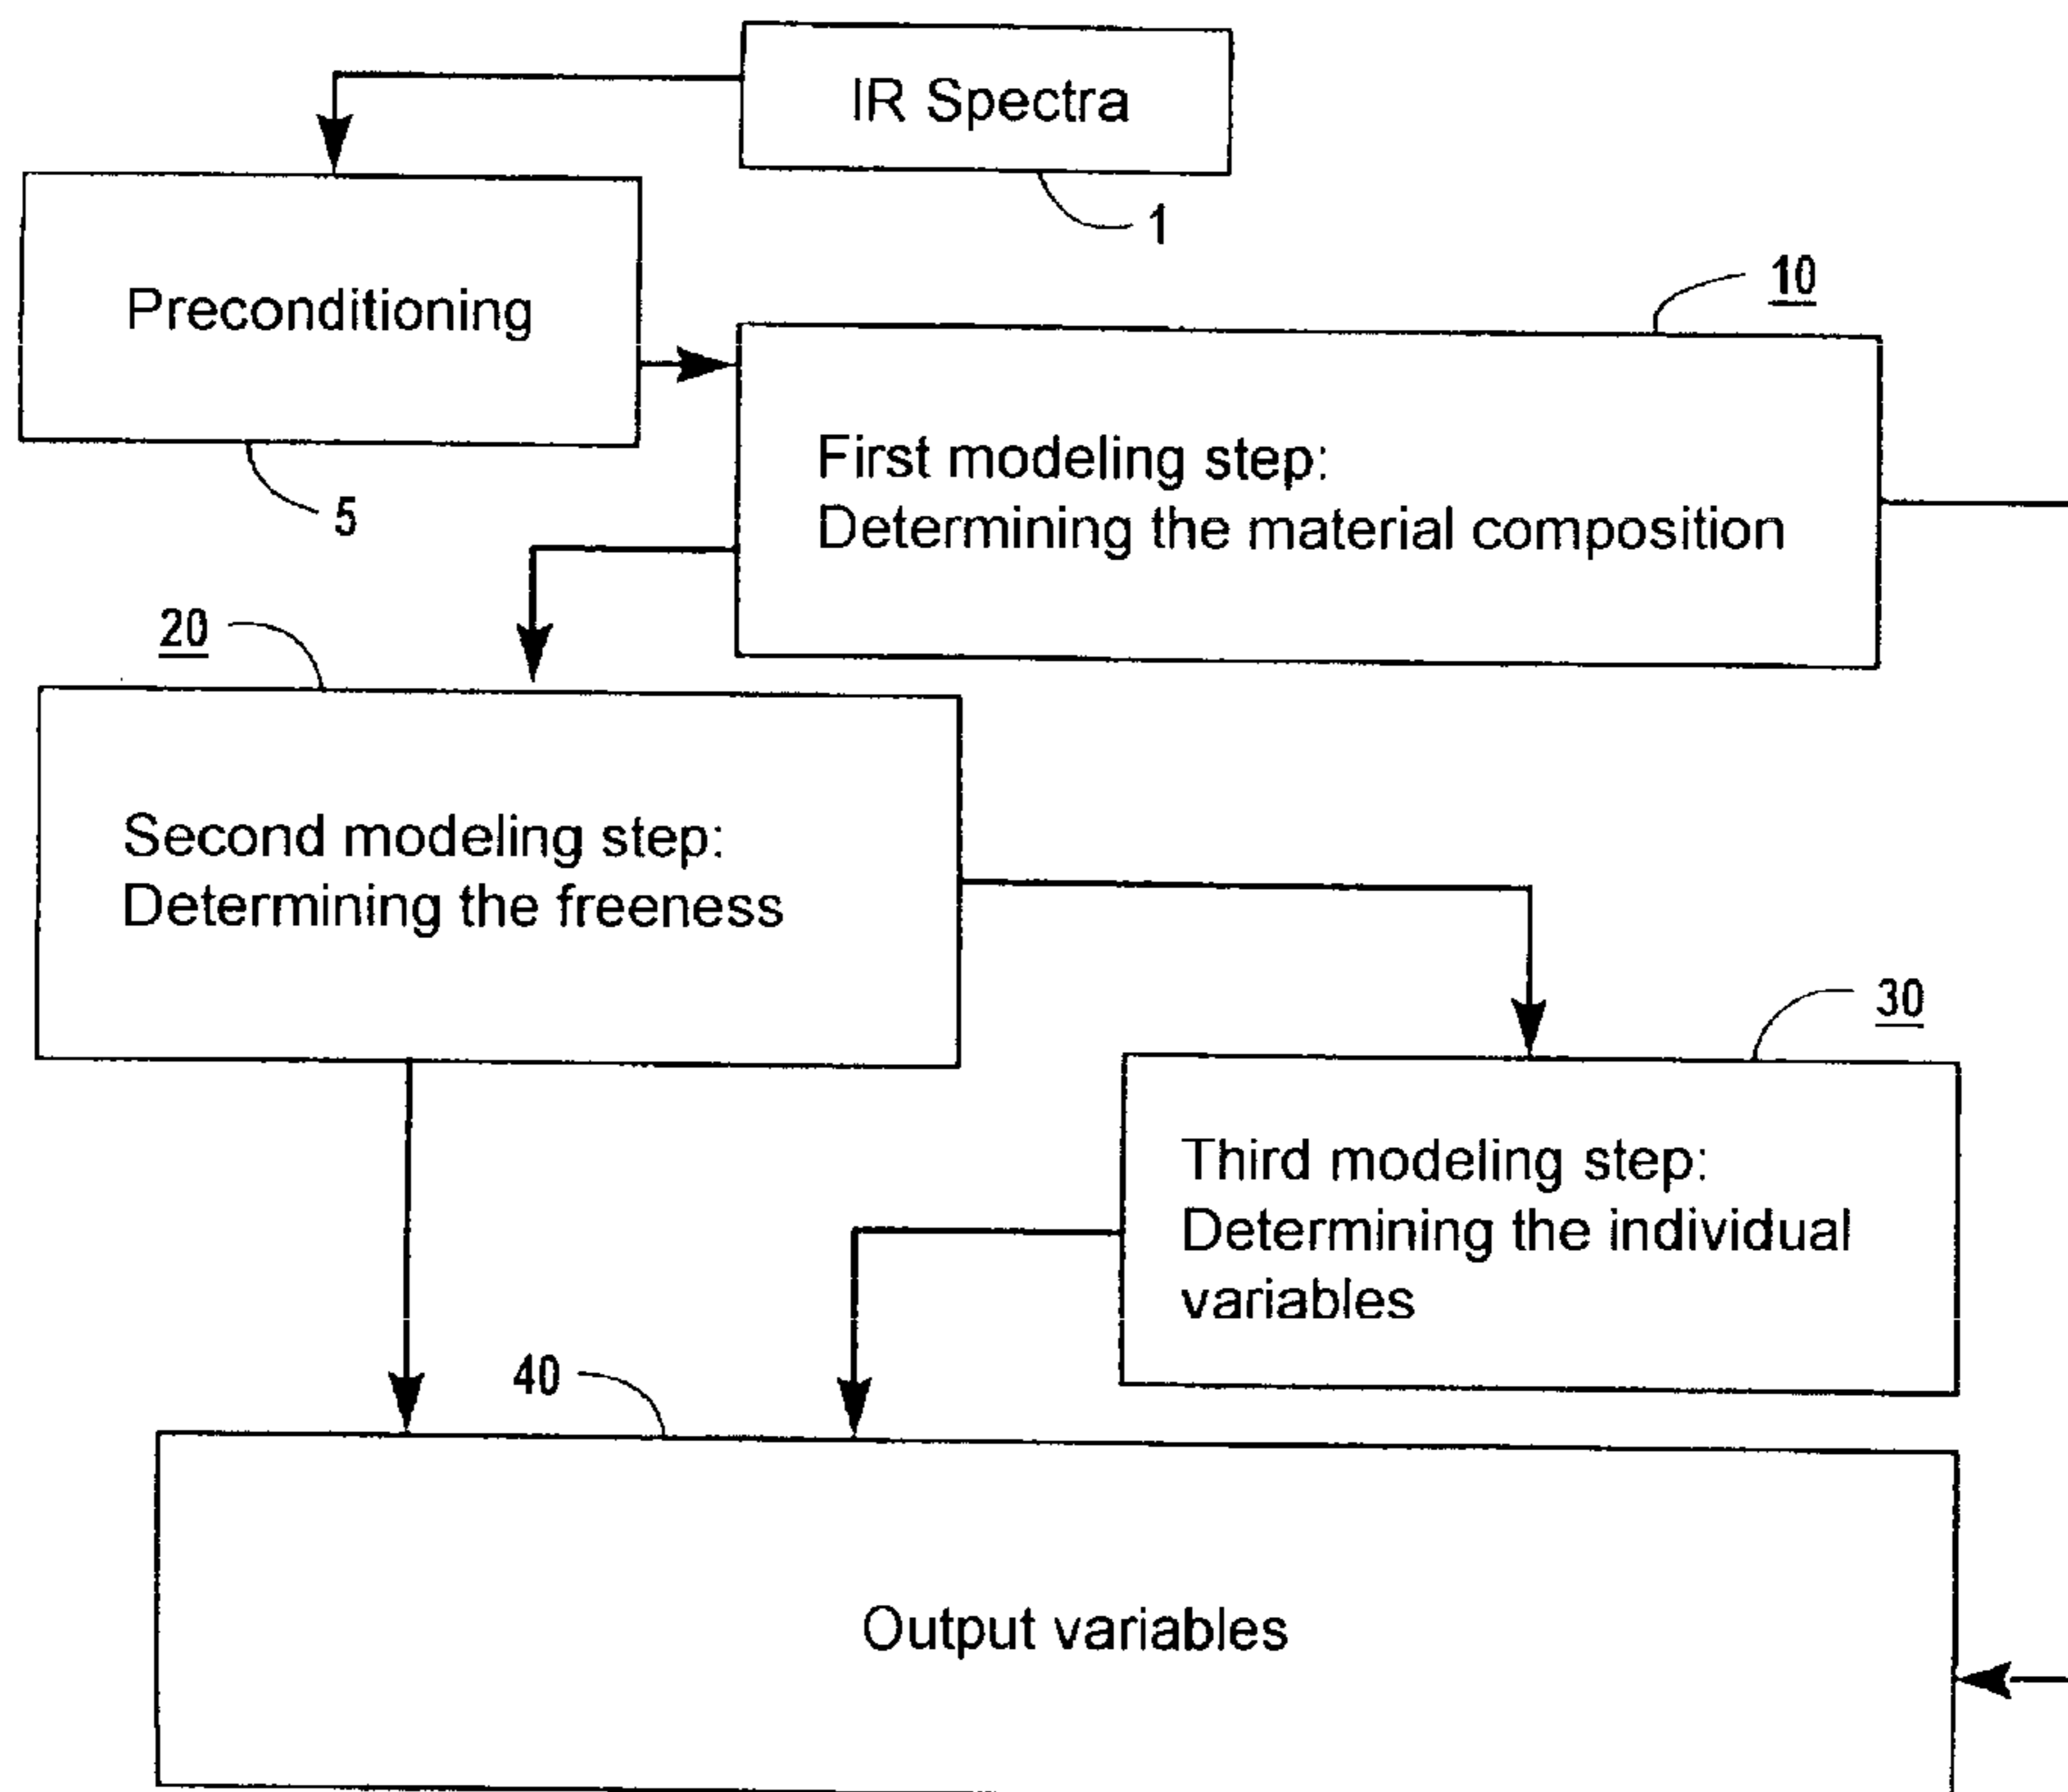 IR Spectra
1
Preconditioning
5
10
First modeling step:
Determining the material composition
20
Second modeling step:
Determining the freeness
30
Third modeling step:
Determining the individual
variables
40
Output variables